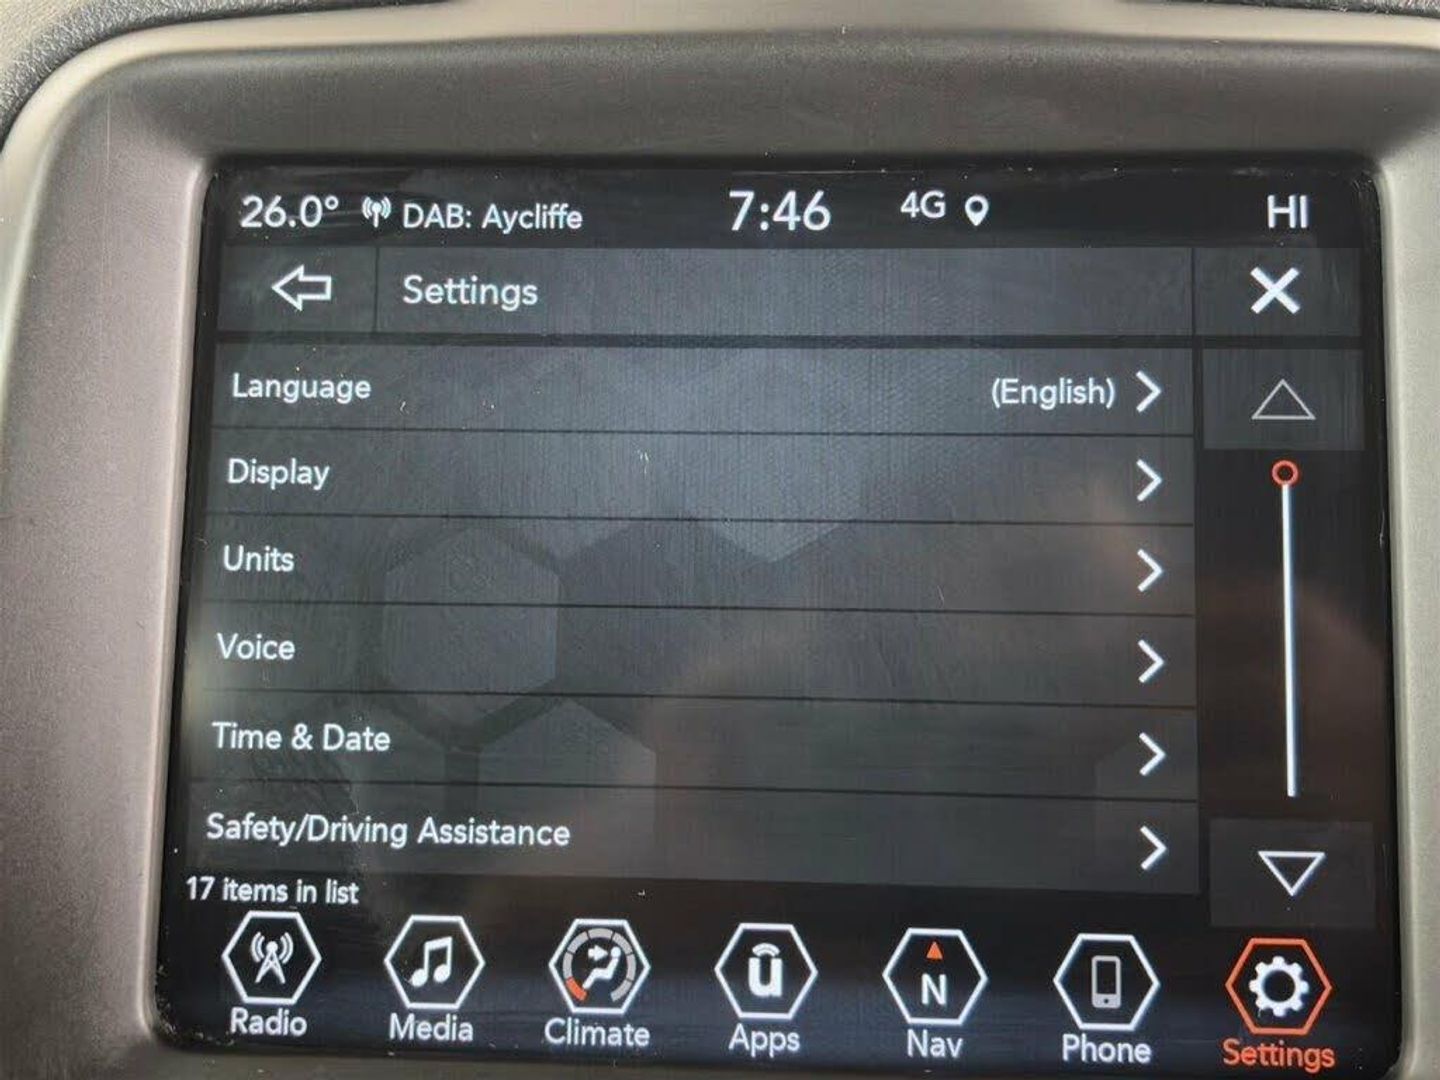 26.0° DAB: Aycliffe 7:46 4G HI
Settings
Language (English)
Display
Units
Voice
Time & Date
Safety/Driving Assistance
17 items in list
u N
Radio Media Climate Apps Nav Phone Settings